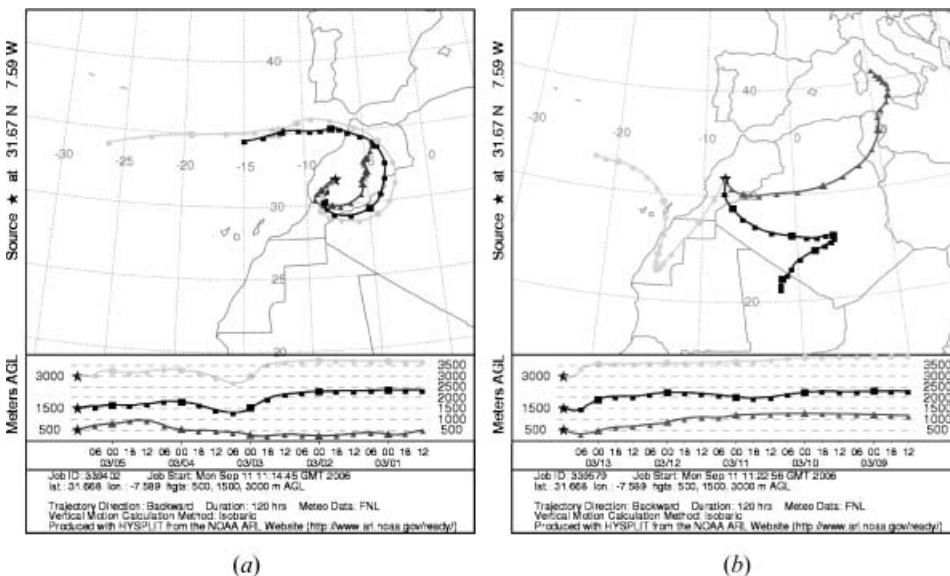 Source ★ at 31.67 N 7.59 W
40
-30
-25
-20
-15
-10
0
30
25
20
Meters AGL
3000
1500
500
3500
3000
2500
2000
1500
1000
500
06 00 18 12 06 00 18 12 06 00 18 12 06 00 18 12 06 00 18 12
03/05 03/04 03/03 03/02 03/01
Job ID: 339402 Job Start: Mon Sep 11 11:14:45 GMT 2006
lat.: 31.668 lon.: -7.589 hgts: 500, 1500, 3000 m AGL
Trajectory Direction: Backward Duration: 120 hrs Meteo Data: FNL
Vertical Motion Calculation Method: Isobaric
Produced with HYSPLIT from the NOAA ARL Website (http://www.arl.noaa.gov/ready/)
(a)
Source ★ at 31.67 N 7.59 W
40
40
-30
-20
-10
0
10
30
20
Meters AGL
3000
1500
500
3500
3000
2500
2000
1500
1000
500
06 00 18 12 06 00 18 12 06 00 18 12 06 00 18 12 06 00 18 12
03/13 03/12 03/11 03/10 03/09
Job ID: 339579 Job Start: Mon Sep 11 11:22:56 GMT 2006
lat.: 31.668 lon.: -7.589 hgts: 500, 1500, 3000 m AGL
Trajectory Direction: Backward Duration: 120 hrs Meteo Data: FNL
Vertical Motion Calculation Method: Isobaric
Produced with HYSPLIT from the NOAA ARL Website (http://www.arl.noaa.gov/ready/)
(b)